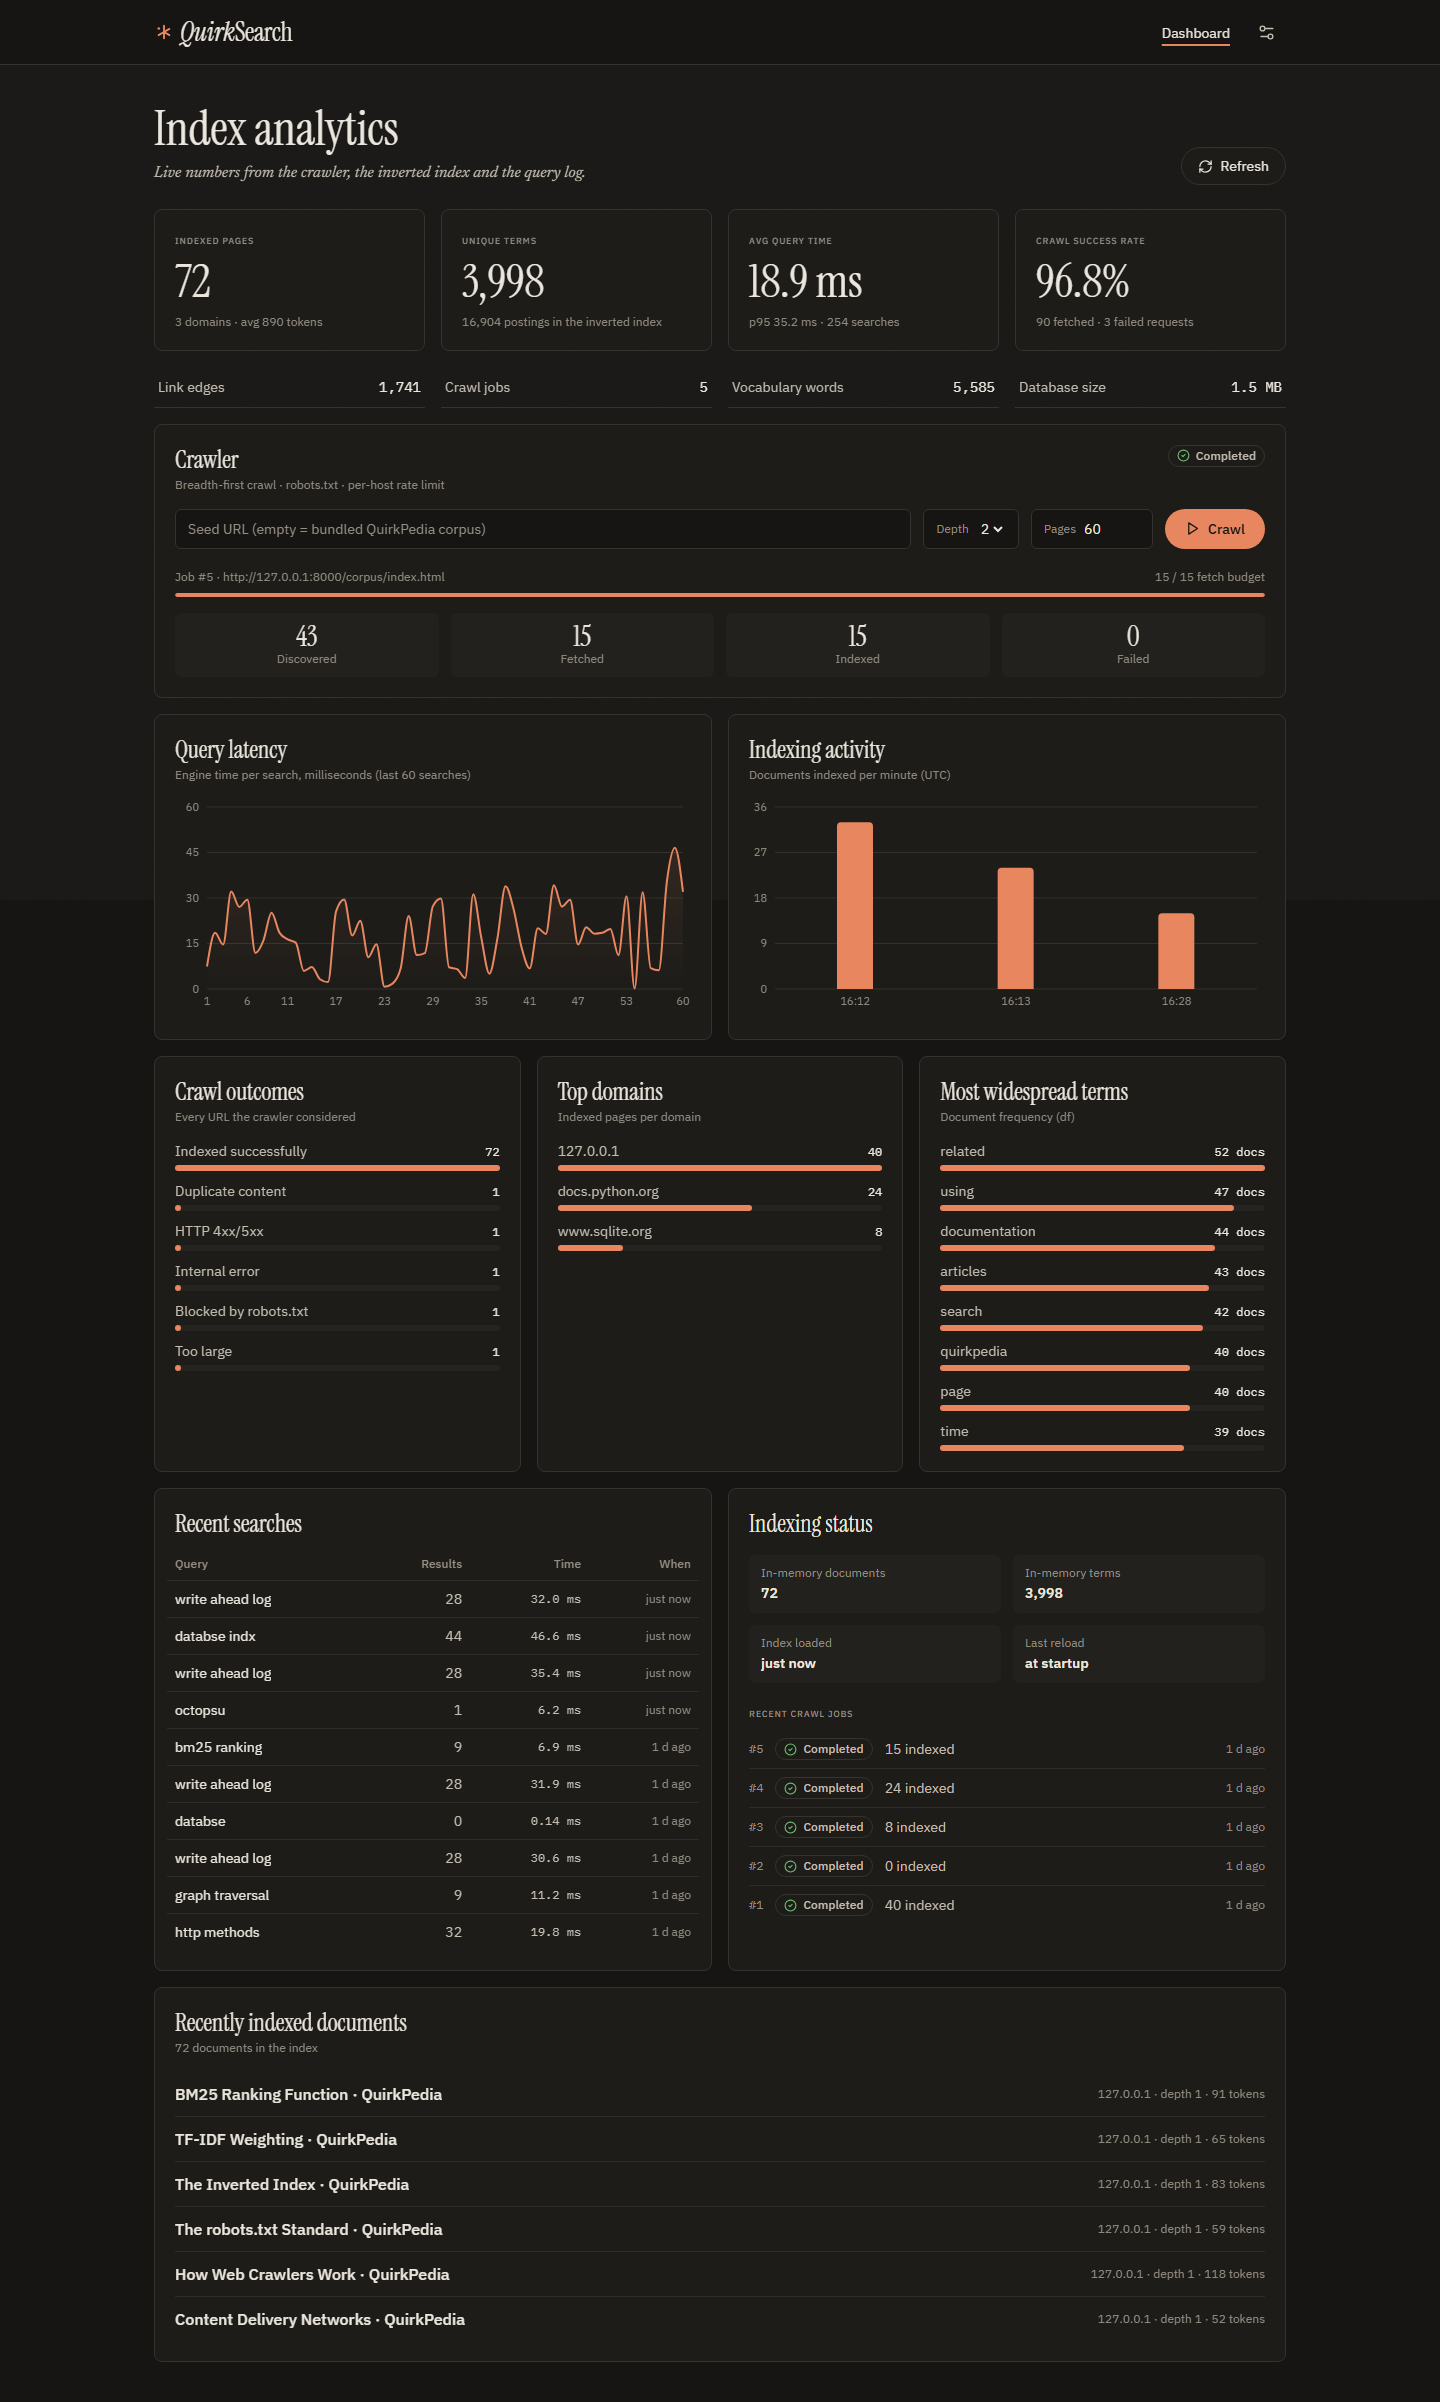 QuirkSearch
Dashboard
Index analytics
Live numbers from the crawler, the inverted index and the query log.
Refresh
INDEXED PAGES
72
3 domains · avg 890 tokens
UNIQUE TERMS
3,998
16,904 postings in the inverted index
AVG QUERY TIME
18.9 ms
p95 35.2 ms · 254 searches
CRAWL SUCCESS RATE
96.8%
90 fetched · 3 failed requests
Link edges 1,741
Crawl jobs 5
Vocabulary words 5,585
Database size 1.5 MB
Crawler
Completed
Breadth-first crawl · robots.txt · per-host rate limit
Seed URL (empty = bundled QuirkPedia corpus)
Depth 2
Pages 60
Crawl
Job #5 · http://127.0.0.1:8000/corpus/index.html
15 / 15 fetch budget
43
Discovered
15
Fetched
15
Indexed
0
Failed
Query latency
Engine time per search, milliseconds (last 60 searches)
60
45
30
15
0
1 6 11 17 23 29 35 41 47 53 60
Indexing activity
Documents indexed per minute (UTC)
36
27
18
9
0
16:12 16:13 16:28
Crawl outcomes
Every URL the crawler considered
Indexed successfully 72
Duplicate content 1
HTTP 4xx/5xx 1
Internal error 1
Blocked by robots.txt 1
Too large 1
Top domains
Indexed pages per domain
127.0.0.1 40
docs.python.org 24
www.sqlite.org 8
Most widespread terms
Document frequency (df)
related 52 docs
using 47 docs
documentation 44 docs
articles 43 docs
search 42 docs
quirkpedia 40 docs
page 40 docs
time 39 docs
Recent searches
Query Results Time When
write ahead log 28 32.0 ms just now
databse indx 44 46.6 ms just now
write ahead log 28 35.4 ms just now
octopsu 1 6.2 ms just now
bm25 ranking 9 6.9 ms 1 d ago
write ahead log 28 31.9 ms 1 d ago
databse 0 0.14 ms 1 d ago
write ahead log 28 30.6 ms 1 d ago
graph traversal 9 11.2 ms 1 d ago
http methods 32 19.8 ms 1 d ago
Indexing status
In-memory documents
72
In-memory terms
3,998
Index loaded
just now
Last reload
at startup
RECENT CRAWL JOBS
#5 Completed 15 indexed 1 d ago
#4 Completed 24 indexed 1 d ago
#3 Completed 8 indexed 1 d ago
#2 Completed 0 indexed 1 d ago
#1 Completed 40 indexed 1 d ago
Recently indexed documents
72 documents in the index
BM25 Ranking Function · QuirkPedia 127.0.0.1 · depth 1 · 91 tokens
TF-IDF Weighting · QuirkPedia 127.0.0.1 · depth 1 · 65 tokens
The Inverted Index · QuirkPedia 127.0.0.1 · depth 1 · 83 tokens
The robots.txt Standard · QuirkPedia 127.0.0.1 · depth 1 · 59 tokens
How Web Crawlers Work · QuirkPedia 127.0.0.1 · depth 1 · 118 tokens
Content Delivery Networks · QuirkPedia 127.0.0.1 · depth 1 · 52 tokens